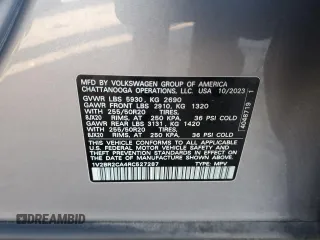 MFD BY VOLKSWAGEN GROUP OF AMERICA
CHATTANOOGA OPERATIONS, LLC. USA 10/2023
GVWR LBS 5930, KG 2690
GAWR FRONT LBS 2910, KG 1320
WITH 255/50R20 TIRES,
8JX20 RIMS, AT 250 KPA, 36 PSI COLD
GAWR REAR LBS 3131, KG 1420
WITH 255/50R20 TIRES,
8JX20 RIMS, AT 250 KPA, 36 PSI COLD
THIS VEHICLE CONFORMS TO ALL APPLICABLE
FEDERAL MOTOR VEHICLE SAFETY, BUMPER, AND
THEFT PREVENTION STANDARDS IN EFFECT ON
THE DATE OF MANUFACTURE SHOWN ABOVE.
1V2BR2CA4RC527287 TYPE: MPV
4048719 1
DREAMBID